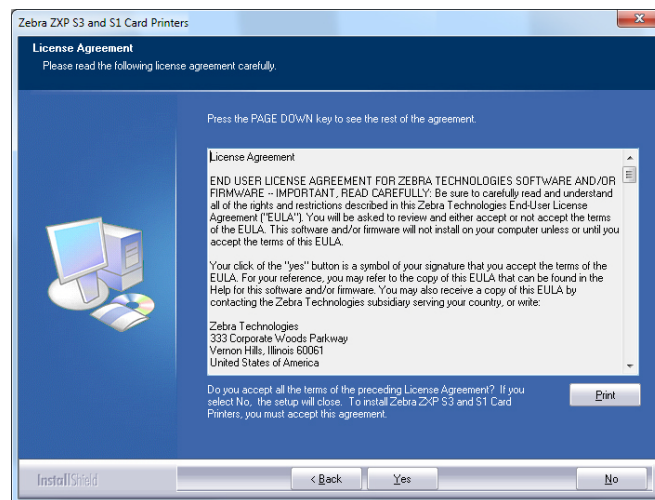 Zebra ZXP S3 and S1 Card Printers
License Agreement
Please read the following license agreement carefully.
Press the PAGE DOWN key to see the rest of the agreement.
License Agreement
END USER LICENSE AGREEMENT FOR ZEBRA TECHNOLOGIES SOFTWARE AND/OR
FIRMWARE -- IMPORTANT, READ CAREFULLY: Be sure to carefully read and understand
all of the rights and restrictions described in this Zebra Technologies End-User License
Agreement ("EULA"). You will be asked to review and either accept or not accept the terms
of the EULA. This software and/or firmware will not install on your computer unless or until you
accept the terms of this EULA.
Your click of the "yes" button is a symbol of your signature that you accept the terms of the
EULA. For your reference, you may refer to the copy of this EULA that can be found in the
Help for this software and/or firmware. You may also receive a copy of this EULA by
contacting the Zebra Technologies subsidiary serving your country, or write:
Zebra Technologies
333 Corporate Woods Parkway
Vernon Hills, Illinois 60061
United States of America
Do you accept all the terms of the preceding License Agreement? If you
select No, the setup will close. To install Zebra ZXP S3 and S1 Card
Printers, you must accept this agreement.
Print
InstallShield
< Back
Yes
No